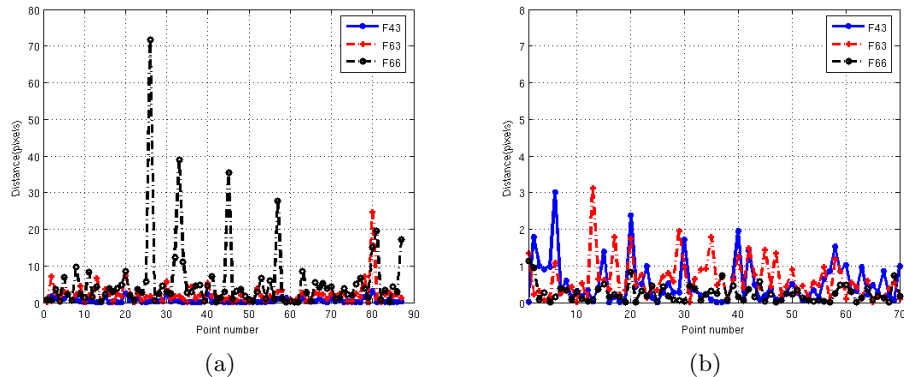 80
70
60
50
40
30
20
10
0
Distance(pixels)
0 10 20 30 40 50 60 70 80 90
Point number
F43
F63
F66
(a)
8
7
6
5
4
3
2
1
0
Distance(pixels)
0 10 20 30 40 50 60 70
Point number
F43
F63
F66
(b)